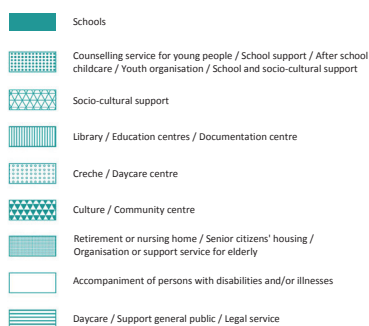 Schools
Counselling service for young people / School support / After school
childcare / Youth organisation / School and socio-cultural support
Socio-cultural support
Library / Education centres / Documentation centre
Creche / Daycare centre
Culture / Community centre
Retirement or nursing home / Senior citizens' housing /
Organisation or support service for elderly
Accompaniment of persons with disabilities and/or illnesses
Daycare / Support general public / Legal service